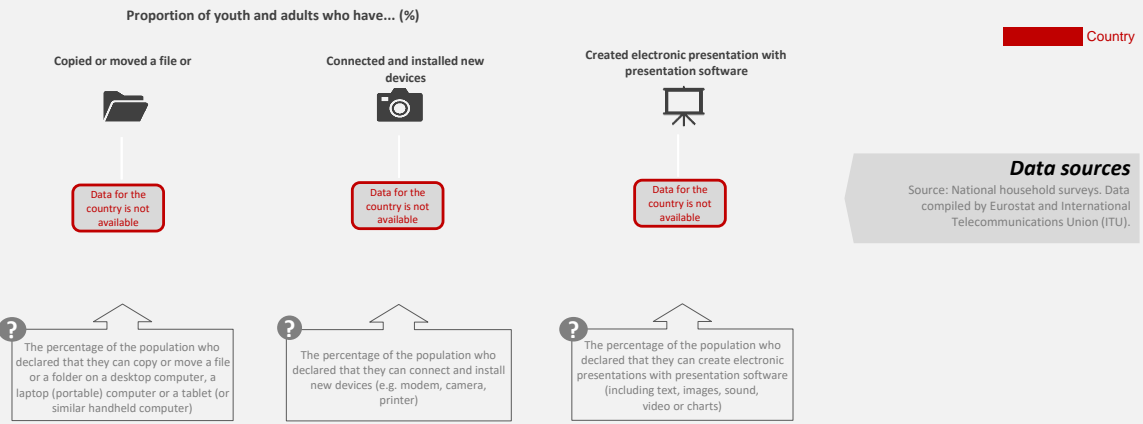 Proportion of youth and adults who have... (%)
Country
Copied or moved a file or
Connected and installed new
devices
Created electronic presentation with
presentation software
Data for the
country is not
available
Data for the
country is not
available
Data for the
country is not
available
Data sources
Source: National household surveys. Data
compiled by Eurostat and International
Telecommunications Union (ITU).
?
The percentage of the population who
declared that they can copy or move a file
or a folder on a desktop computer, a
laptop (portable) computer or a tablet (or
similar handheld computer)
?
The percentage of the population who
declared that they can connect and install
new devices (e.g. modem, camera,
printer)
?
The percentage of the population who
declared that they can create electronic
presentations with presentation software
(including text, images, sound,
video or charts)